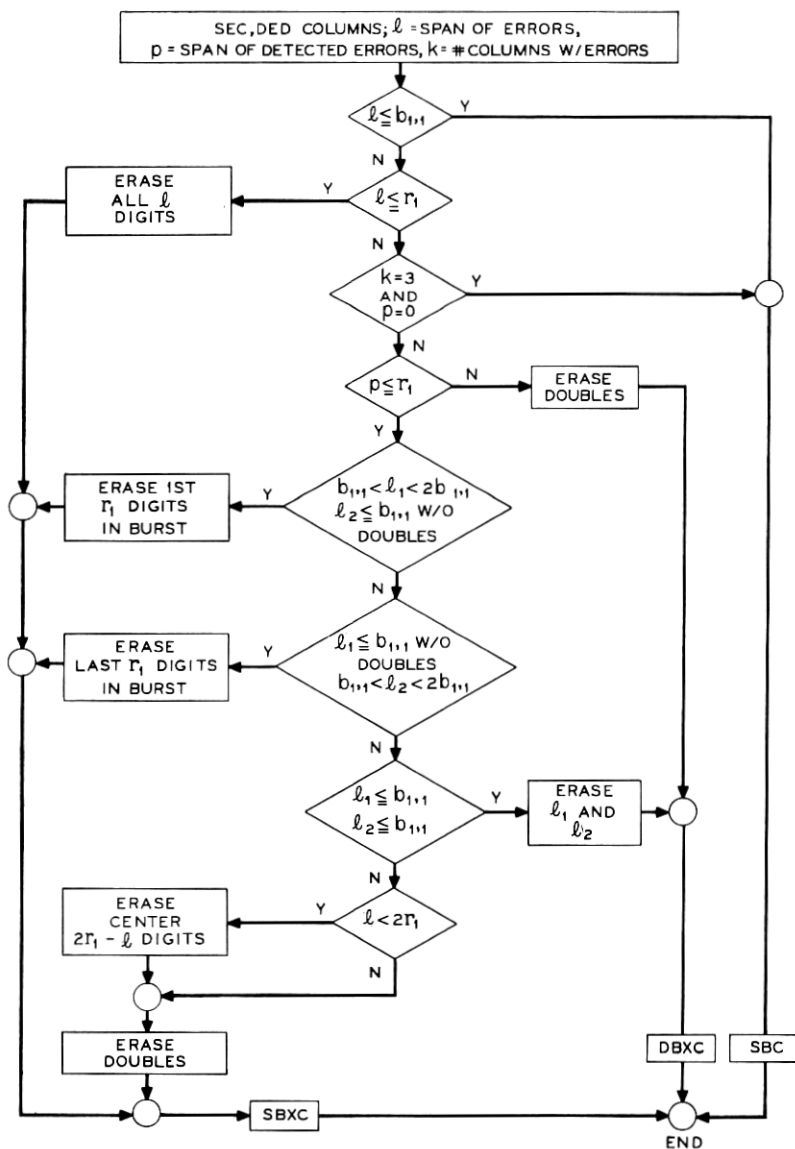 SEC,DED COLUMNS; ℓ = SPAN OF ERRORS,
p = SPAN OF DETECTED ERRORS, k = # COLUMNS W/ERRORS
ℓ ≦ b₁,₁
Y
N
ERASE
ALL ℓ
DIGITS
Y
ℓ ≦ r₁
N
k=3
AND
p=0
Y
N
p ≦ r₁
N
ERASE
DOUBLES
Y
ERASE 1ST
r₁ DIGITS
IN BURST
Y
b₁,₁ < ℓ₁ < 2b₁,₁
ℓ₂ ≦ b₁,₁ W/O
DOUBLES
N
ERASE
LAST r₁ DIGITS
IN BURST
Y
ℓ₁ ≦ b₁,₁ W/O
DOUBLES
b₁,₁ < ℓ₂ < 2b₁,₁
N
ℓ₁ ≦ b₁,₁
ℓ₂ ≦ b₁,₁
Y
ERASE
ℓ₁ AND
ℓ₂
N
ERASE
CENTER
2r₁ − ℓ DIGITS
Y
ℓ < 2r₁
N
ERASE
DOUBLES
DBXC
SBC
SBXC
END